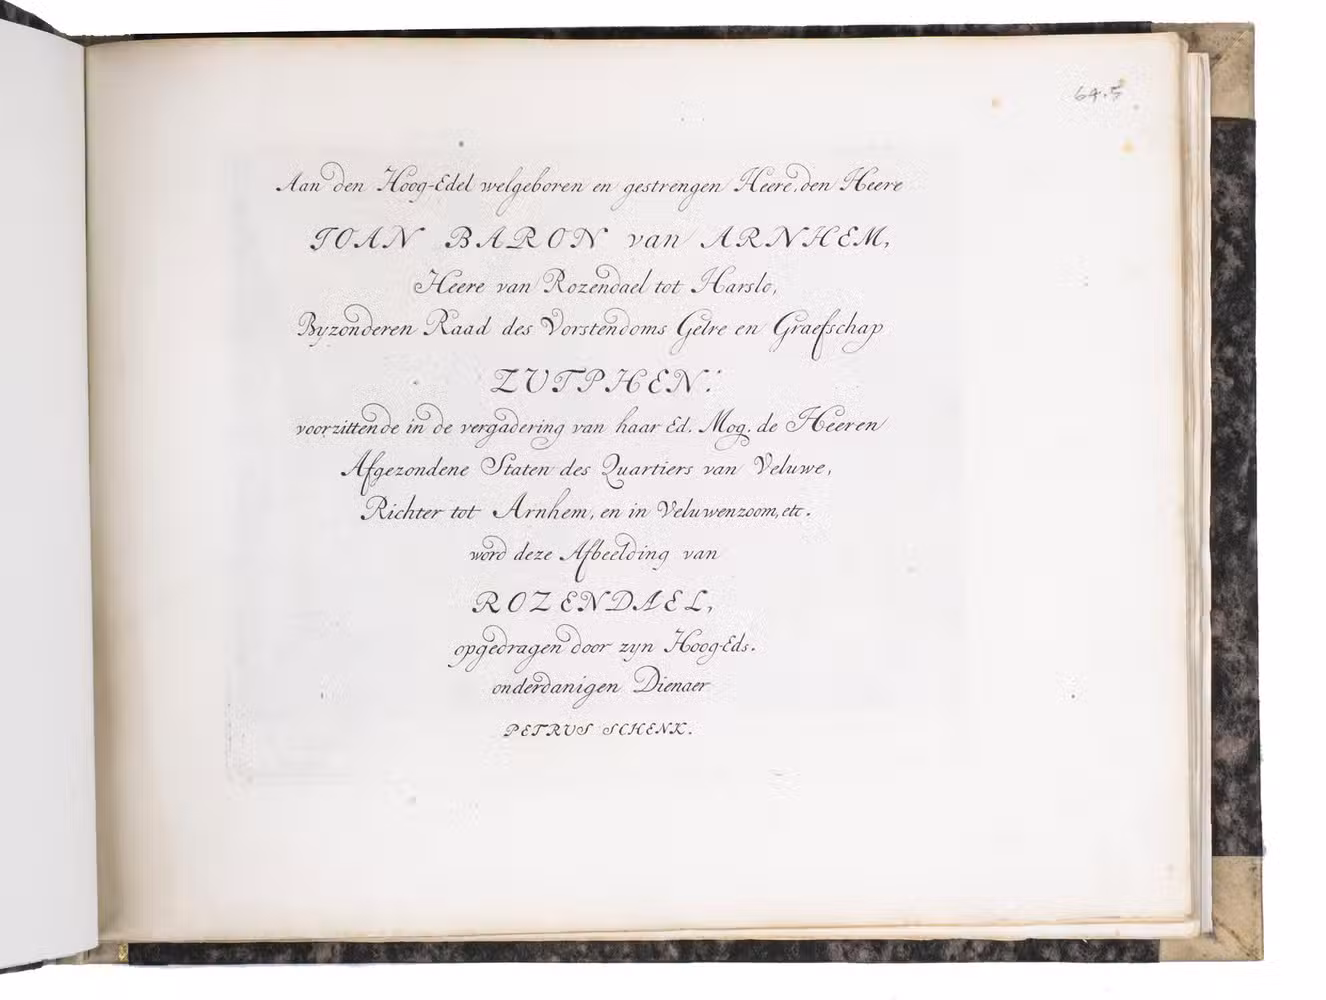 64.5
Aan den Hoog-Edel welgeboren en gestrengen Heere, den Heere
JOAN BARON van ARNHEM,
Heere van Rozendael tot Harslo,
Byzonderen Raad des Vorstendoms Gelre en Graefschap
ZUTPHEN:
voorzittende in de vergadering van haar Ed. Mog. de Heeren
Afgezondene Staten des Quartiers van Veluwe,
Richter tot Arnhem, en in Veluwenzoom, etc.
word deze Afbeelding van
ROZENDAEL,
opgedragen door zyn Hoog-Eds.
onderdanigen Dienaer
PETRUS SCHENK.